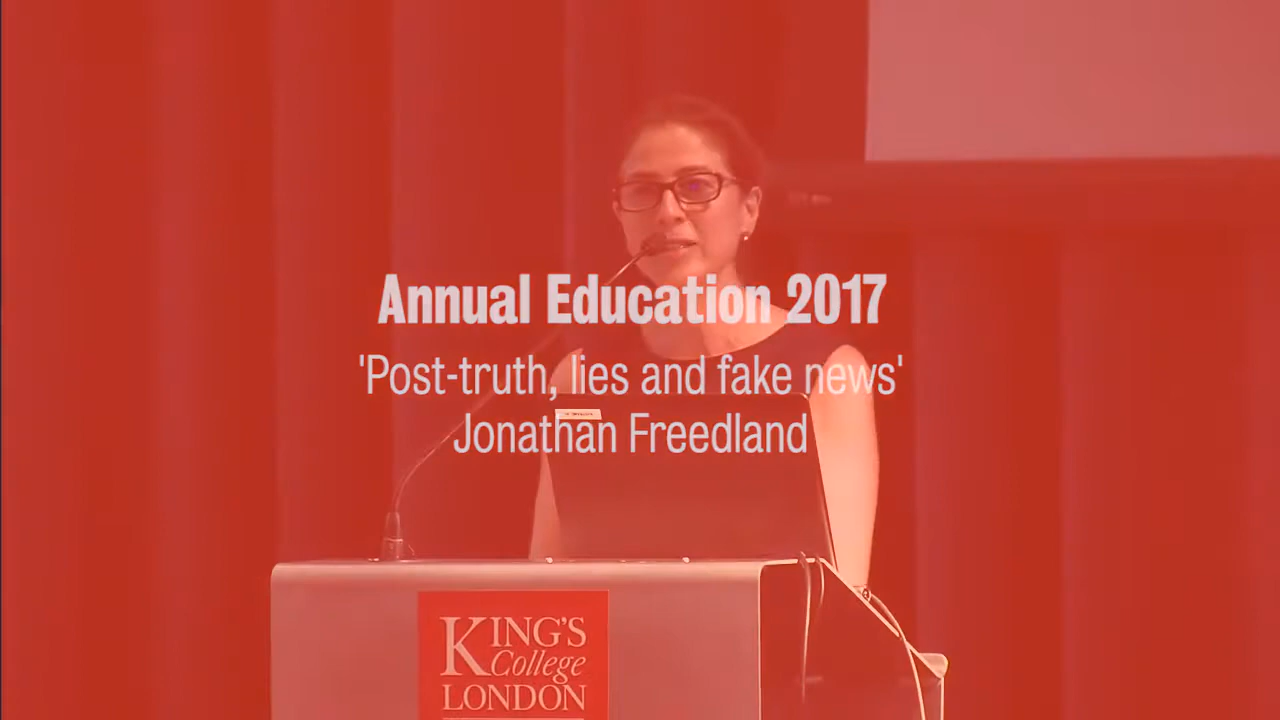 Annual Education 2017
'Post-truth, lies and fake news'
Jonathan Freedland
KING'S
College
LONDON